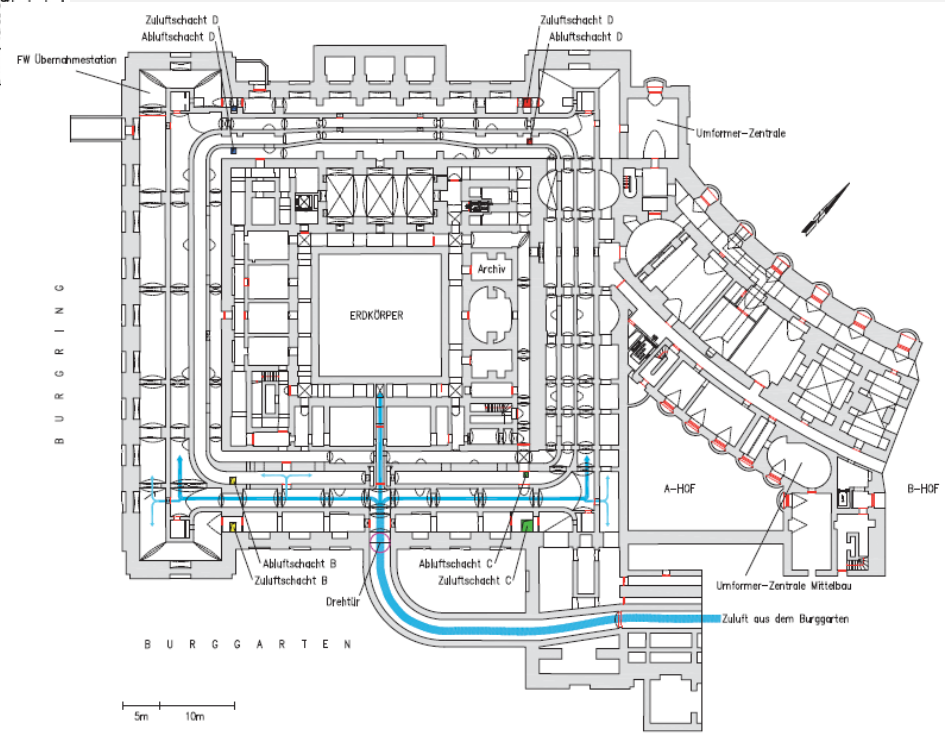 Zuluftschacht D
Abluftschacht D
Zuluftschacht D
Abluftschacht D
FW Übernahmestation
Umformer-Zentrale
N
Archiv
ERDKÖRPER
BURGRING
A-HOF
B-HOF
Abluftschacht B
Zuluftschacht B
Abluftschacht C
Zuluftschacht C
Drehtür
Umformer-Zentrale Mittelbau
Zuluft aus dem Burggarten
BURGGARTEN
5m
10m